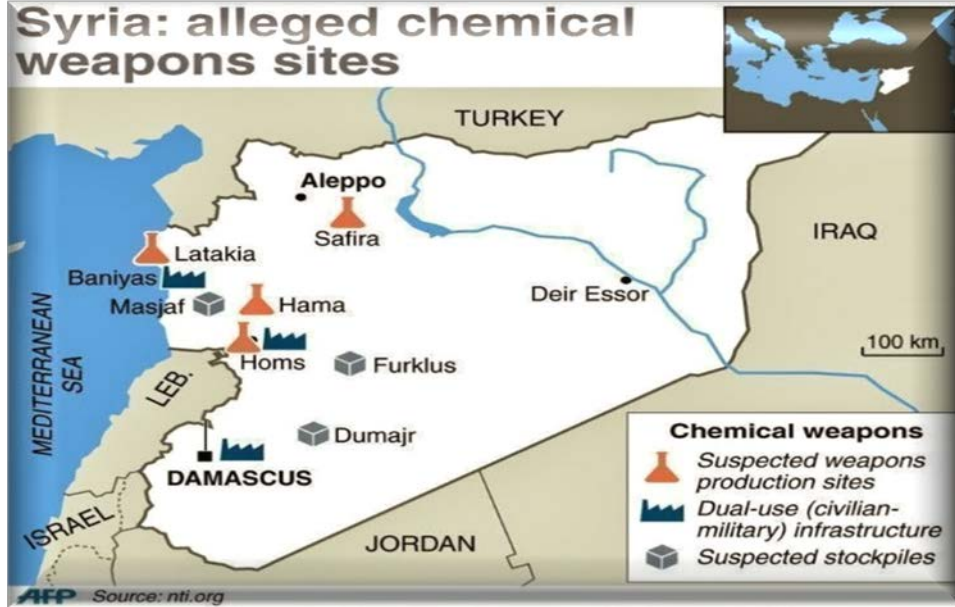 Syria: alleged chemical
weapons sites
TURKEY
Aleppo
Safira
IRAQ
Latakia
Baniyas
Deir Essor
Masjaf
Hama
100 km
Homs
Furklus
MEDITERRANEAN
SEA
LEB.
Dumajr
DAMASCUS
ISRAEL
JORDAN
Chemical weapons
Suspected weapons
production sites
Dual-use (civilian-
military) infrastructure
Suspected stockpiles
AFP Source: nti.org